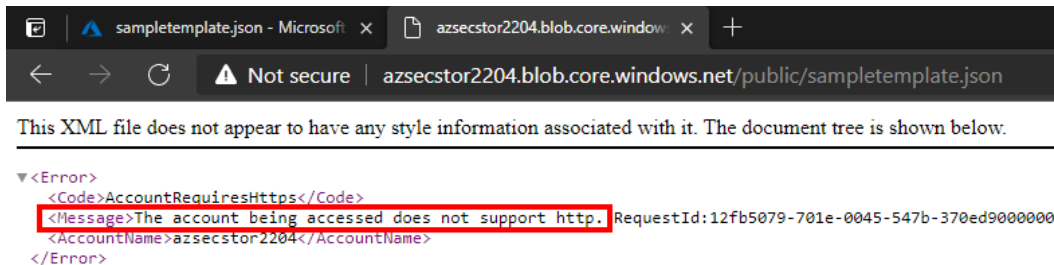 sampletemplate.json - Microsoft
azsecstor2204.blob.core.window
Not secure | azsecstor2204.blob.core.windows.net/public/sampletemplate.json
This XML file does not appear to have any style information associated with it. The document tree is shown below.
▼<Error>
<Code>AccountRequiresHttps</Code>
<Message>The account being accessed does not support http. RequestId:12fb5079-701e-0045-547b-370ed9000000
<AccountName>azsecstor2204</AccountName>
</Error>